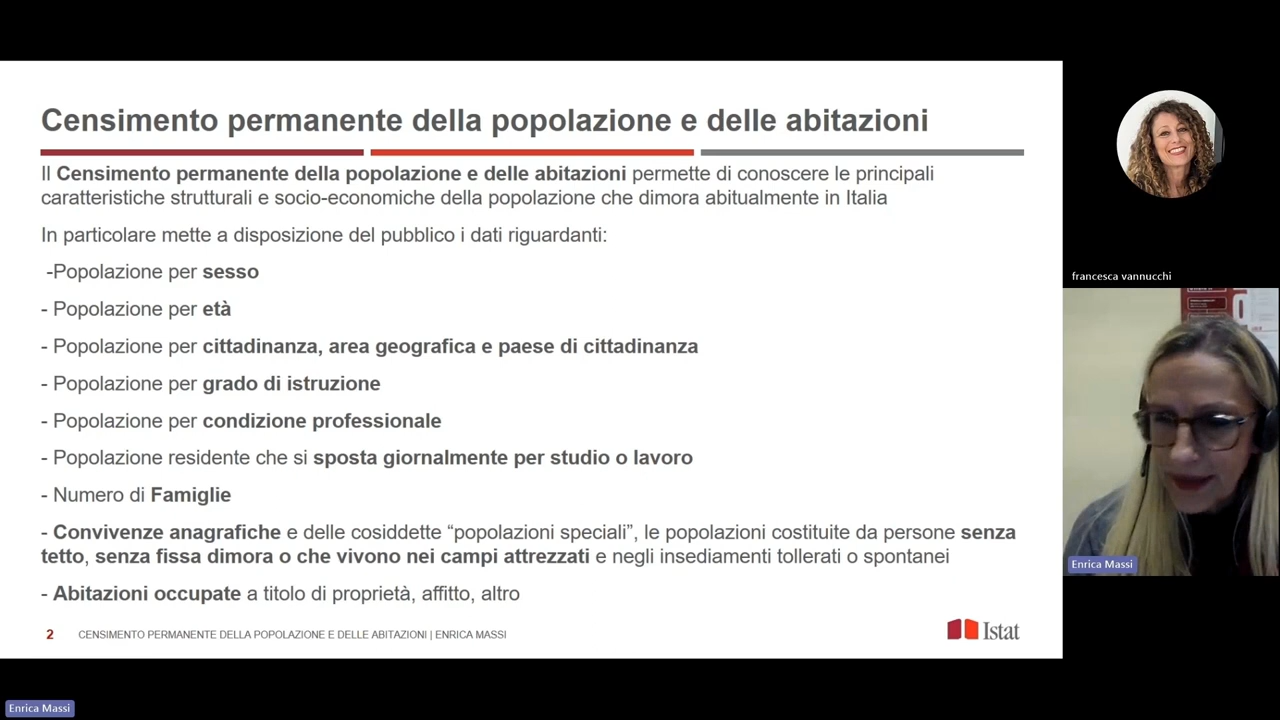 Censimento permanente della popolazione e delle abitazioni
Il Censimento permanente della popolazione e delle abitazioni permette di conoscere le principali
caratteristiche strutturali e socio-economiche della popolazione che dimora abitualmente in Italia
In particolare mette a disposizione del pubblico i dati riguardanti:
-Popolazione per sesso
- Popolazione per età
- Popolazione per cittadinanza, area geografica e paese di cittadinanza
- Popolazione per grado di istruzione
- Popolazione per condizione professionale
- Popolazione residente che si sposta giornalmente per studio o lavoro
- Numero di Famiglie
- Convivenze anagrafiche e delle cosiddette “popolazioni speciali”, le popolazioni costituite da persone senza
tetto, senza fissa dimora o che vivono nei campi attrezzati e negli insediamenti tollerati o spontanei
- Abitazioni occupate a titolo di proprietà, affitto, altro
2 CENSIMENTO PERMANENTE DELLA POPOLAZIONE E DELLE ABITAZIONI | ENRICA MASSI
Istat
francesca vannucchi
Enrica Massi
Enrica Massi